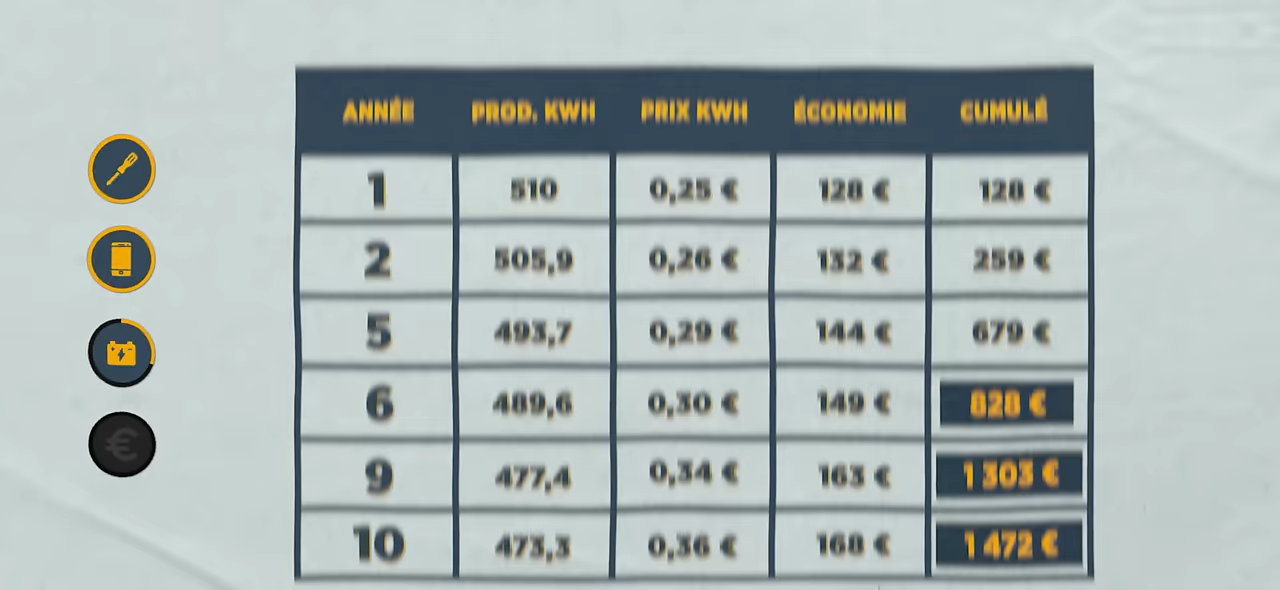 ANNÉE PROD. KWH PRIX KWH ÉCONOMIE CUMULÉ
1 510 0,25 € 128 € 128 €
2 505,9 0,26 € 132 € 259 €
5 493,7 0,29 € 144 € 679 €
6 489,6 0,30 € 149 € 828 €
9 477,4 0,34 € 163 € 1 303 €
10 473,3 0,36 € 168 € 1 472 €
€